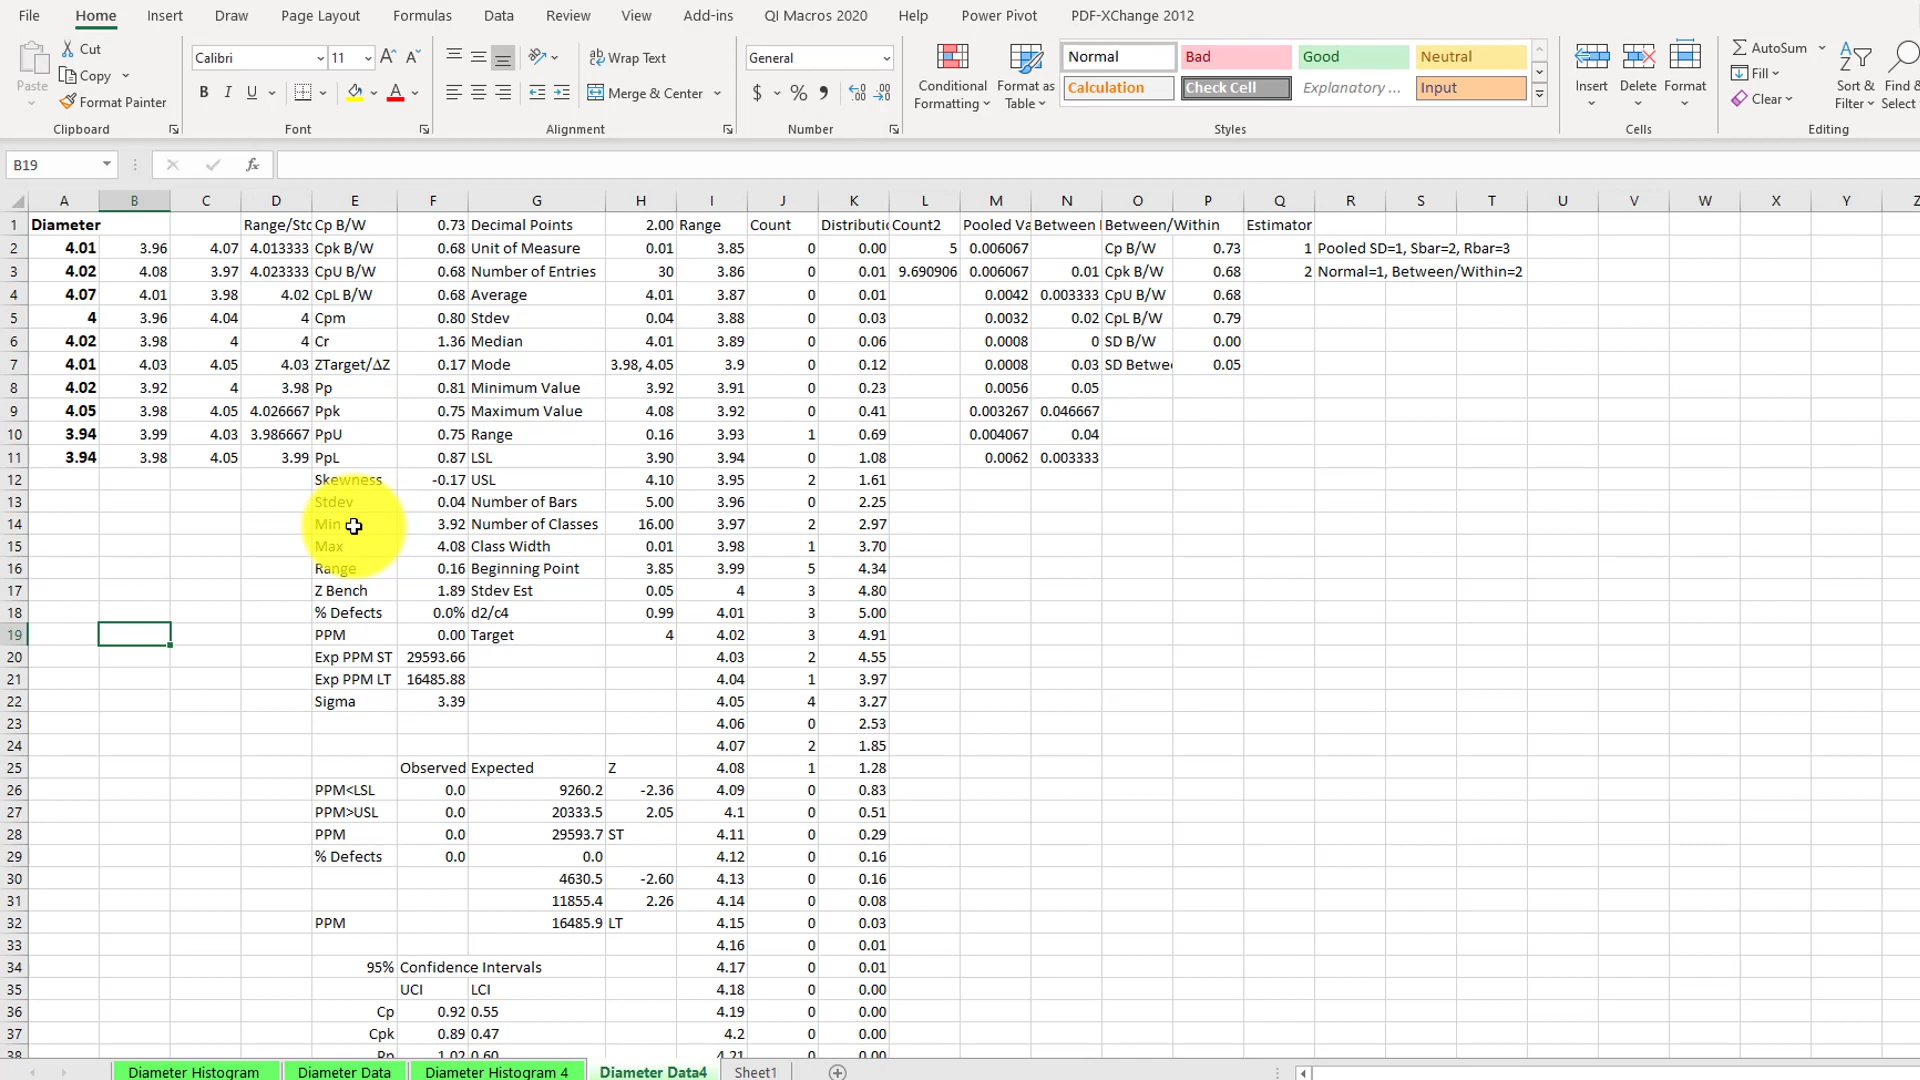 File Home Insert Draw Page Layout Formulas Data Review View Add-ins QI Macros 2020 Help Power Pivot PDF-XChange 2012
Paste Cut Copy Format Painter Clipboard
Calibri 11 A A B I U A Font
Wrap Text Merge & Center Alignment
General $ % Number
Conditional Formatting Format as Table
Normal Bad Good Neutral
Calculation Check Cell Explanatory ... Input
Styles
Insert Delete Format Cells
AutoSum Fill Clear Sort & Filter Find & Select Editing
B19 fx
A B C D E F G H I J K L M N O P Q R S T U V W X Y Z
1 Diameter Range/Sto Cp B/W 0.73 Decimal Points 2.00 Range Count Distributio Count2 Pooled Va Between Between/Within Estimator
2 4.01 3.96 4.07 4.013333 Cpk B/W 0.68 Unit of Measure 0.01 3.85 0 0.00 5 0.006067 Cp B/W 0.73 1 Pooled SD=1, Sbar=2, Rbar=3
3 4.02 4.08 3.97 4.023333 CpU B/W 0.68 Number of Entries 30 3.86 0 0.01 9.690906 0.006067 0.01 Cpk B/W 0.68 2 Normal=1, Between/Within=2
4 4.07 4.01 3.98 4.02 CpL B/W 0.68 Average 4.01 3.87 0 0.01 0.0042 0.003333 CpU B/W 0.68
5 4 3.96 4.04 4 Cpm 0.80 Stdev 0.04 3.88 0 0.03 0.0032 0.02 CpL B/W 0.79
6 4.02 3.98 4 4 Cr 1.36 Median 4.01 3.89 0 0.06 0.0008 0 SD B/W 0.00
7 4.01 4.03 4.05 4.03 ZTarget/ΔZ 0.17 Mode 3.98, 4.05 3.9 0 0.12 0.0008 0.03 SD Betwee 0.05
8 4.02 3.92 4 3.98 Pp 0.81 Minimum Value 3.92 3.91 0 0.23 0.0056 0.05
9 4.05 3.98 4.05 4.026667 Ppk 0.75 Maximum Value 4.08 3.92 0 0.41 0.003267 0.046667
10 3.94 3.99 4.03 3.986667 PpU 0.75 Range 0.16 3.93 1 0.69 0.004067 0.04
11 3.94 3.98 4.05 3.99 PpL 0.87 LSL 3.90 3.94 0 1.08 0.0062 0.003333
12 Skewness -0.17 USL 4.10 3.95 2 1.61
13 Stdev 0.04 Number of Bars 5.00 3.96 0 2.25
14 Min 3.92 Number of Classes 16.00 3.97 2 2.97
15 Max 4.08 Class Width 0.01 3.98 1 3.70
16 Range 0.16 Beginning Point 3.85 3.99 5 4.34
17 Z Bench 1.89 Stdev Est 0.05 4 3 4.80
18 % Defects 0.0% d2/c4 0.99 4.01 3 5.00
19 PPM 0.00 Target 4 4.02 3 4.91
20 Exp PPM ST 29593.66 4.03 2 4.55
21 Exp PPM LT 16485.88 4.04 1 3.97
22 Sigma 3.39 4.05 4 3.27
23 4.06 0 2.53
24 4.07 2 1.85
25 Observed Expected Z 4.08 1 1.28
26 PPM<LSL 0.0 9260.2 -2.36 4.09 0 0.83
27 PPM>USL 0.0 20333.5 2.05 4.1 0 0.51
28 PPM 0.0 29593.7 ST 4.11 0 0.29
29 % Defects 0.0 0.0 4.12 0 0.16
30 4630.5 -2.60 4.13 0 0.16
31 11855.4 2.26 4.14 0 0.08
32 PPM 16485.9 LT 4.15 0 0.03
33 4.16 0 0.01
34 95% Confidence Intervals 4.17 0 0.01
35 UCI LCI 4.18 0 0.00
36 Cp 0.92 0.55 4.19 0 0.00
37 Cpk 0.89 0.47 4.2 0 0.00
38 Pp 1.02 0.60 4.21 0 0.00
Diameter Histogram Diameter Data Diameter Histogram 4 Diameter Data4 Sheet1